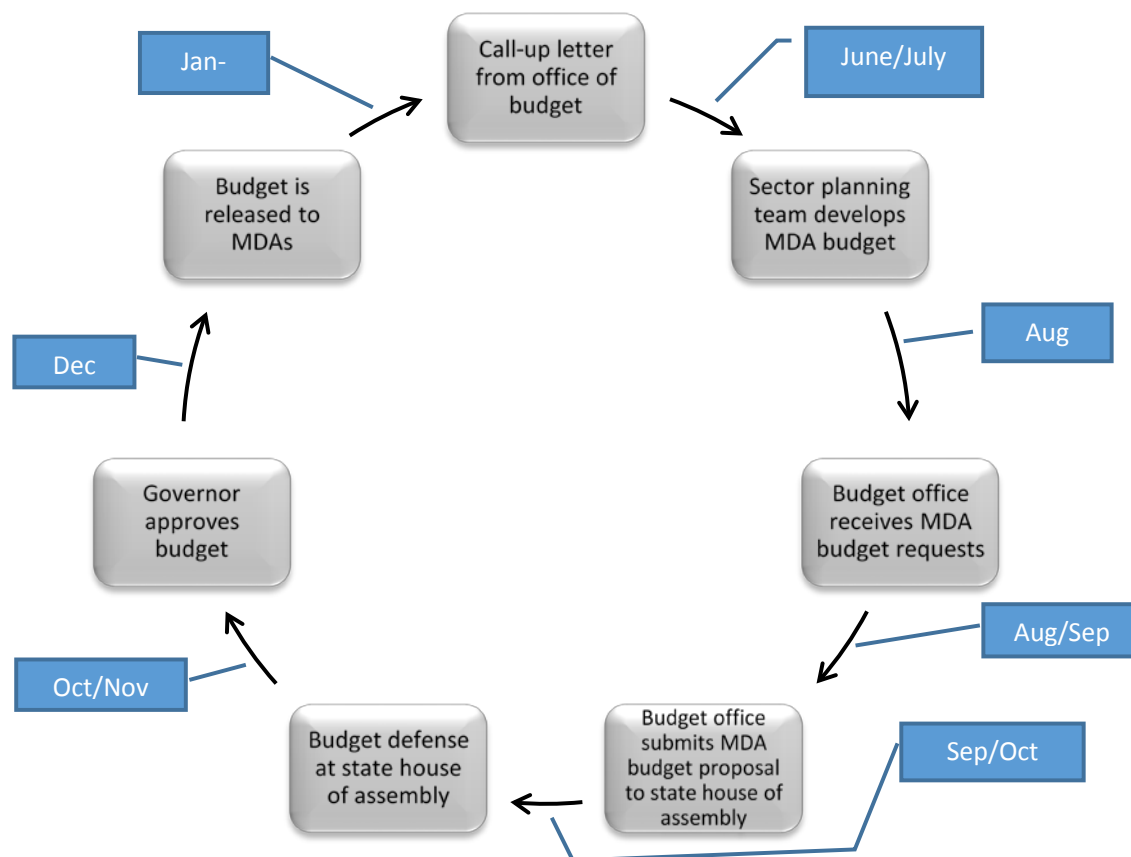 Call-up letter
from office of
budget
June/July
Sector planning
team develops
MDA budget
Aug
Budget office
receives MDA
budget requests
Aug/Sep
Budget office
submits MDA
budget proposal
to state house of
assembly
Sep/Oct
Budget defense
at state house
of assembly
Oct/Nov
Governor
approves
budget
Dec
Budget is
released to
MDAs
Jan-